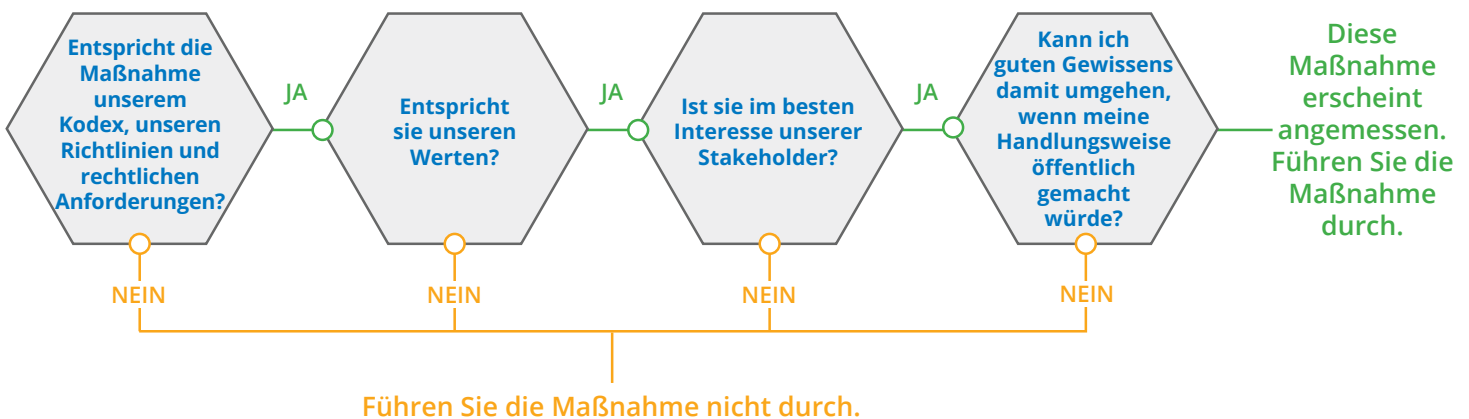 Entspricht die
Maßnahme
unserem
Kodex, unseren
Richtlinien und
rechtlichen
Anforderungen?
JA
Entspricht
sie unseren
Werten?
JA
Ist sie im besten
Interesse unserer
Stakeholder?
JA
Kann ich
guten Gewissens
damit umgehen,
wenn meine
Handlungsweise
öffentlich
gemacht
würde?
Diese
Maßnahme
erscheint
angemessen.
Führen Sie die
Maßnahme
durch.
NEIN
NEIN
NEIN
NEIN
Führen Sie die Maßnahme nicht durch.